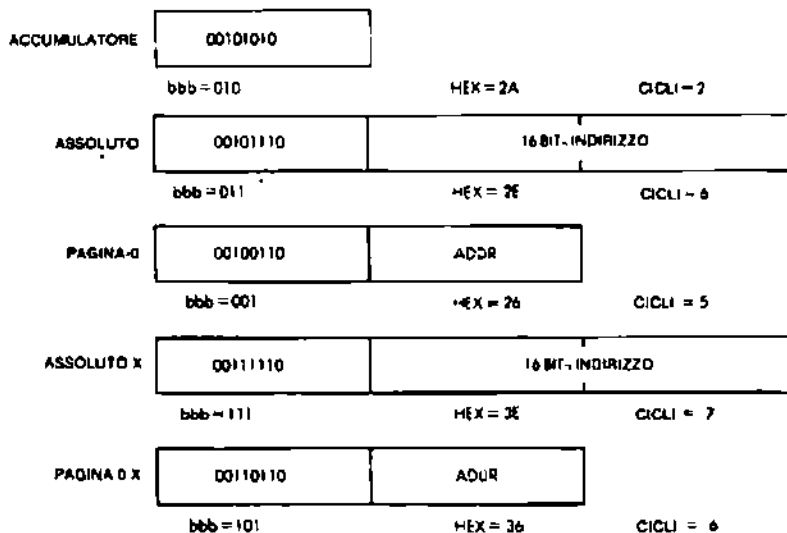 ACCUMULATORE 00101010
bbb = 010 HEX = 2A CICLI = 2
ASSOLUTO 00101110 16 BIT - INDIRIZZO
bbb = 011 HEX = 2E CICLI = 6
PAGINA-0 00100110 ADDR
bbb = 001 HEX = 26 CICLI = 5
ASSOLUTO X 00111110 16 BIT - INDIRIZZO
bbb = 111 HEX = 3E CICLI = 7
PAGINA 0 X 00110110 ADDR
bbb = 101 HEX = 36 CICLI = 6